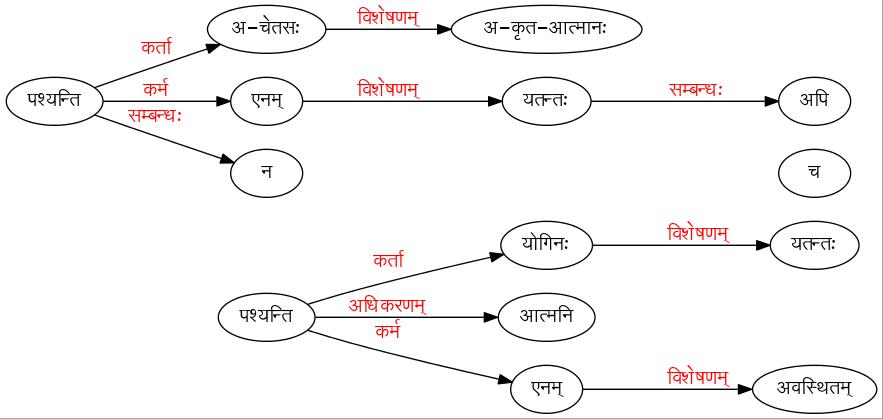 अ-चेतसः विशेषणम् अ-कृत-आत्मानः
कर्ता
पश्यन्ति कर्म एनम् विशेषणम् यतन्तः सम्बन्धः अपि
सम्बन्धः
न च
योगिनः विशेषणम् यतन्तः
कर्ता
पश्यन्ति अधिकरणम् आत्मनि
कर्म
एनम् विशेषणम् अवस्थितम्